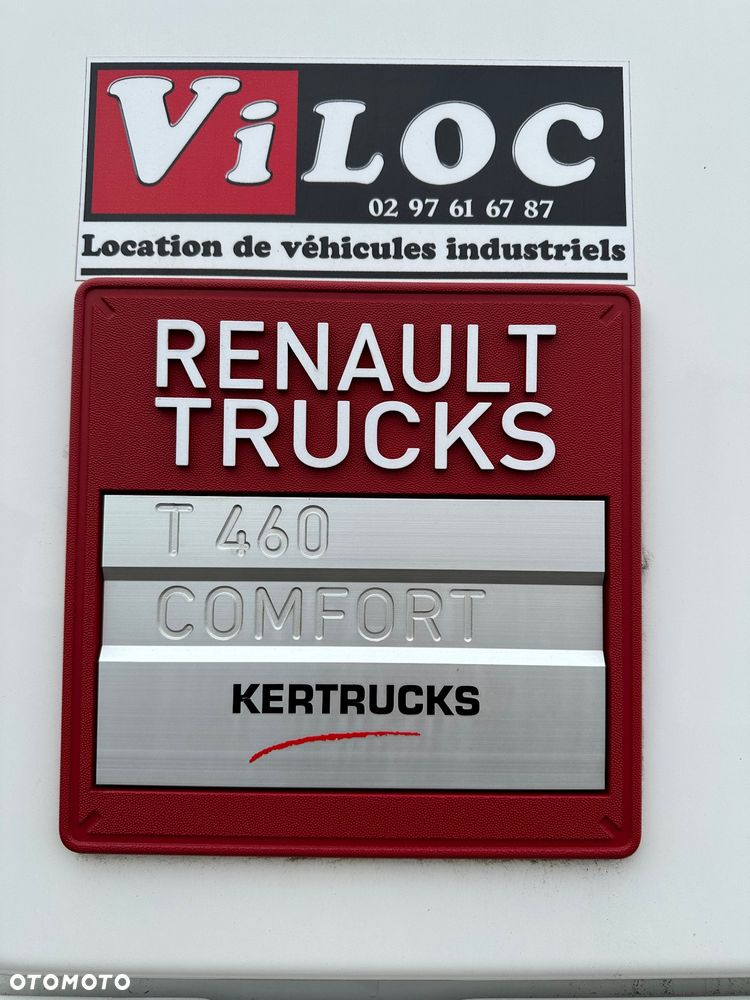 ViLOC
02 97 61 67 87
Location de véhicules industriels
RENAULT
TRUCKS
T 460
COMFORT
KERTRUCKS
OTOMOTO